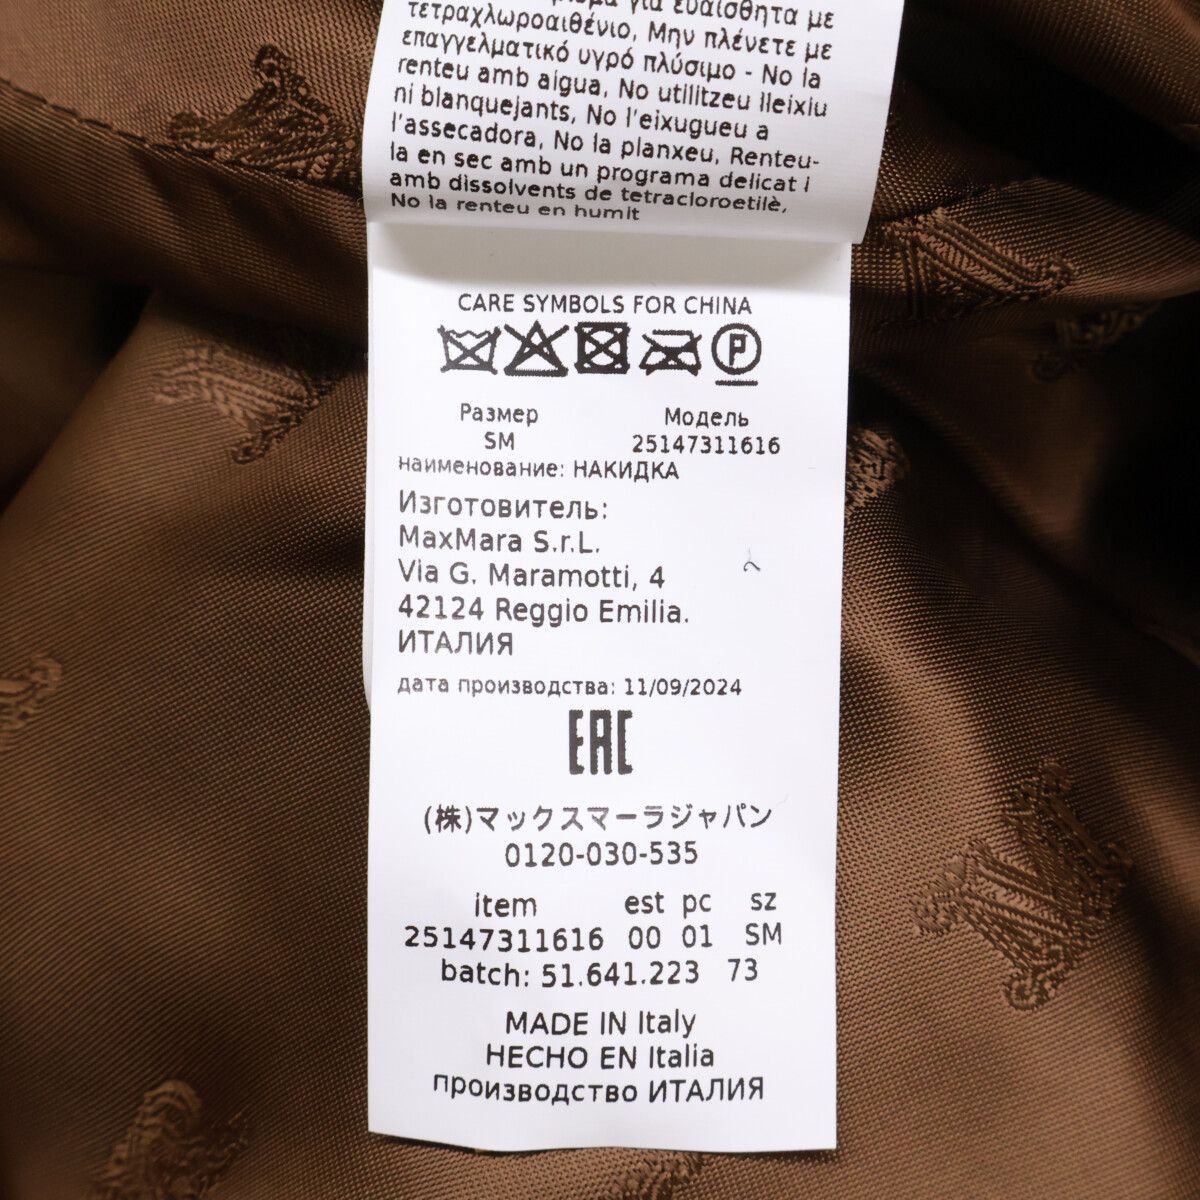 για ευαίσθητα με
τετραχλωροαιθένιο, Μην πλένετε με
επαγγελματικό υγρό πλύσιμο - No la
renteu amb aigua, No utilitzeu lleixiu
ni blanquejants, No l'eixugueu a
l'assecadora, No la planxeu, Renteu-
la en sec amb un programa delicat i
amb dissolvents de tetracloroetilè,
No la renteu en humit
CARE SYMBOLS FOR CHINA
P
Размер Модель
SM 25147311616
наименование: НАКИДКА
Изготовитель:
MaxMara S.r.L.
Via G. Maramotti, 4
42124 Reggio Emilia.
ИТАЛИЯ
дата производства: 11/09/2024
EAC
(株)マックスマーラジャパン
0120-030-535
item est pc sz
25147311616 00 01 SM
batch: 51.641.223 73
MADE IN Italy
HECHO EN Italia
производство ИТАЛИЯ